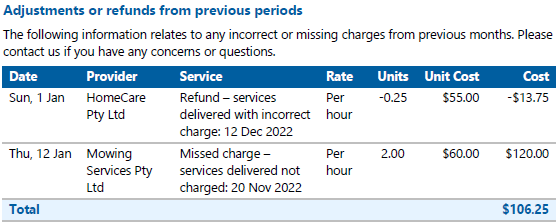 Adjustments or refunds from previous periods
The following information relates to any incorrect or missing charges from previous months. Please
contact us if you have any concerns or questions.
Date Provider Service Rate Units Unit Cost Cost
Sun, 1 Jan HomeCare Refund – services Per -0.25 $55.00 -$13.75
Pty Ltd delivered with incorrect hour
charge: 12 Dec 2022
Thu, 12 Jan Mowing Missed charge – Per 2.00 $60.00 $120.00
Services Pty services delivered not hour
Ltd charged: 20 Nov 2022
Total $106.25